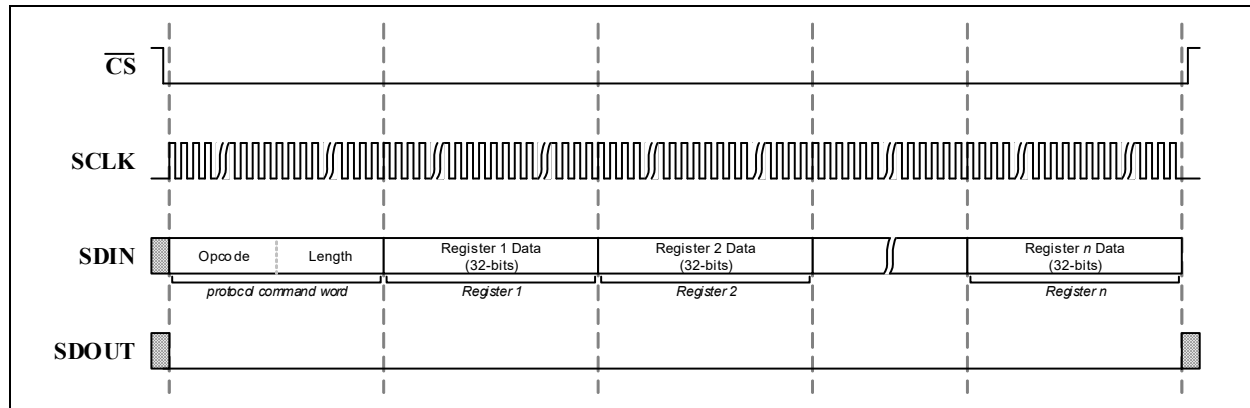 CS
SCLK
SDIN
Opcode
Length
Register 1 Data
(32-bits)
Register 2 Data
(32-bits)
Register n Data
(32-bits)
protocol command word
Register 1
Register 2
Register n
SDOUT